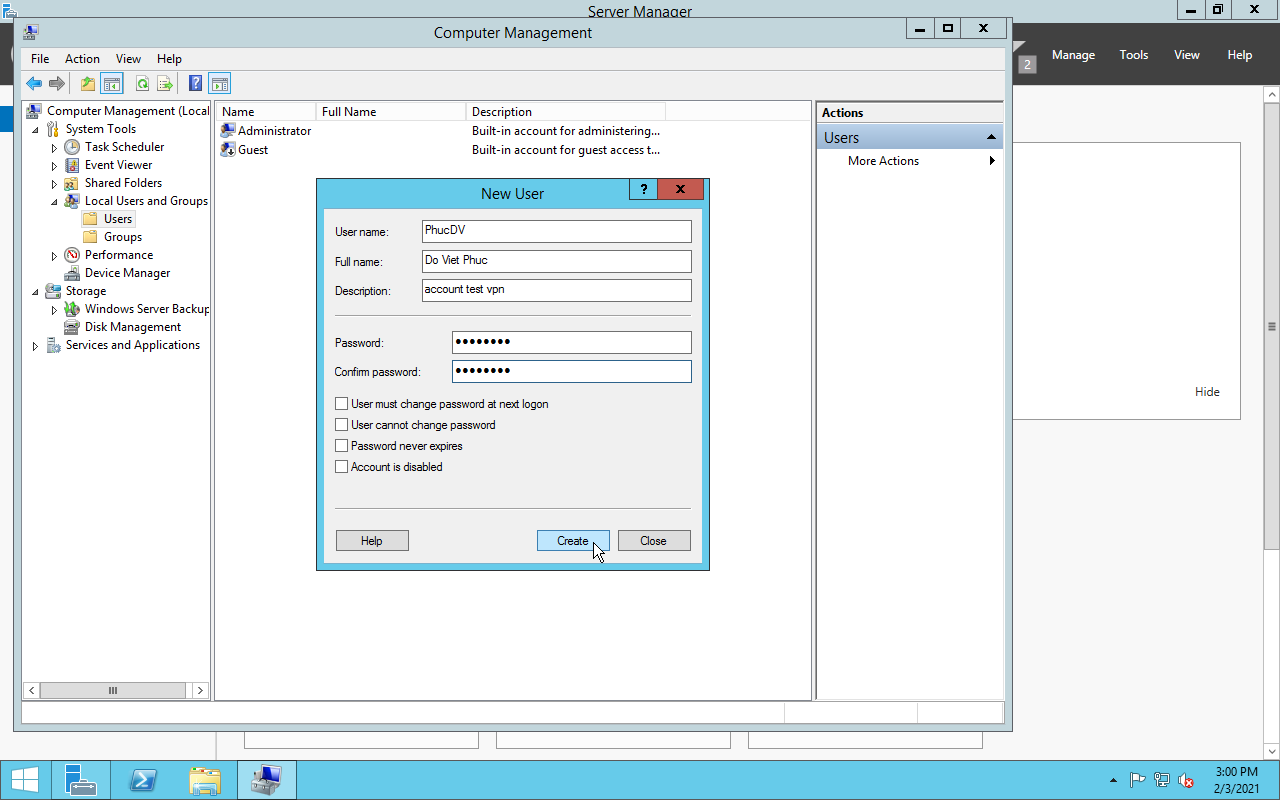 Server Manager
Computer Management
File Action View Help
2
Manage Tools View Help
Computer Management (Local
System Tools
Task Scheduler
Event Viewer
Shared Folders
Local Users and Groups
Users
Groups
Performance
Device Manager
Storage
Windows Server Backup
Disk Management
Services and Applications
Name Full Name Description
Administrator Built-in account for administering...
Guest Built-in account for guest access t...
Actions
Users
More Actions
New User
User name: PhucDV
Full name: Do Viet Phuc
Description: account test vpn
Password: ••••••••
Confirm password: ••••••••
User must change password at next logon
User cannot change password
Password never expires
Account is disabled
Help Create Close
Hide
3:00 PM
2/3/2021